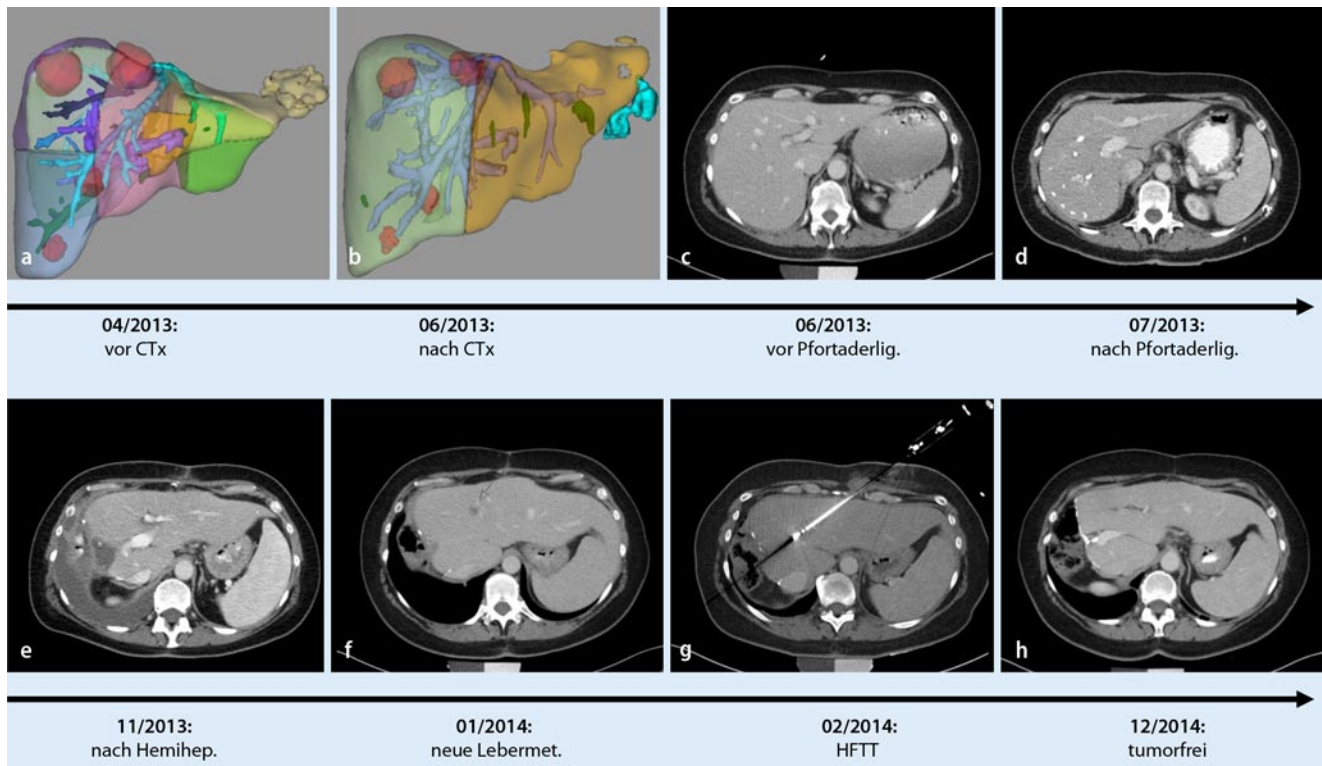 a
b
c
d
04/2013:
vor CTx
06/2013:
nach CTx
06/2013:
vor Pfortaderlig.
07/2013:
nach Pfortaderlig.
e
f
g
h
11/2013:
nach Hemihep.
01/2014:
neue Lebermet.
02/2014:
HFTT
12/2014:
tumorfrei